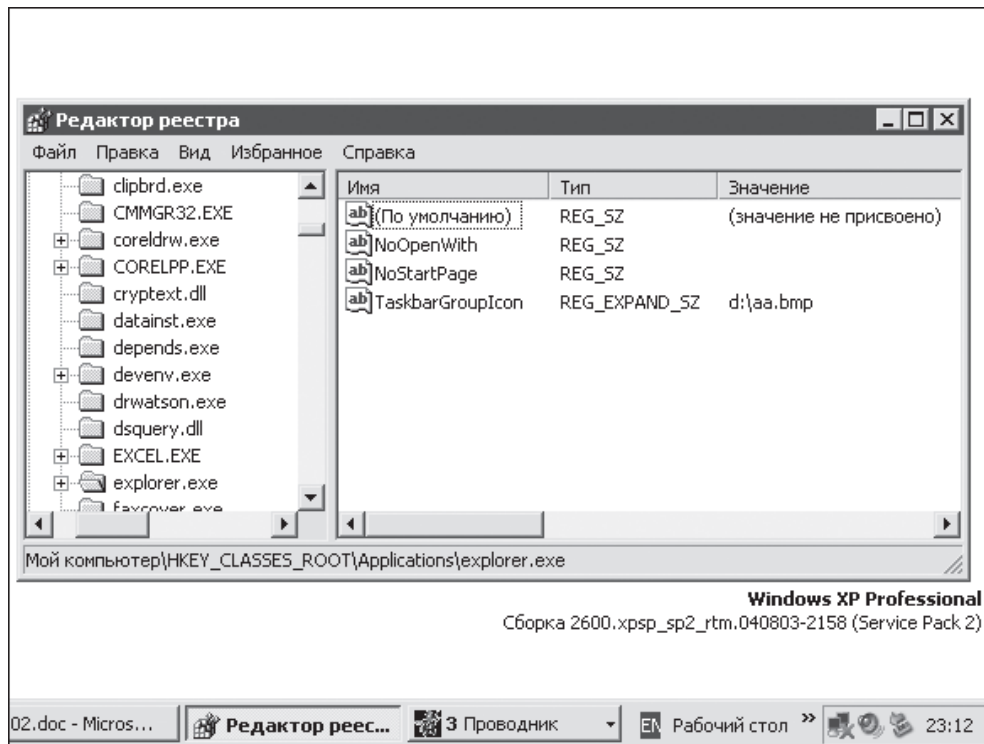 Редактор реестра
Файл Правка Вид Избранное Справка
clipbrd.exe
CMMGR32.EXE
coreldrw.exe
CORELPP.EXE
cryptext.dll
datainst.exe
depends.exe
devenv.exe
drwatson.exe
dsquery.dll
EXCEL.EXE
explorer.exe
faxcover.exe
Имя Тип Значение
(По умолчанию) REG_SZ (значение не присвоено)
NoOpenWith REG_SZ
NoStartPage REG_SZ
TaskbarGroupIcon REG_EXPAND_SZ d:\aa.bmp
Мой компьютер\HKEY_CLASSES_ROOT\Applications\explorer.exe
Windows XP Professional
Сборка 2600.xpsp_sp2_rtm.040803-2158 (Service Pack 2)
02.doc - Micros... Редактор реес... 3 Проводник EN Рабочий стол » 23:12